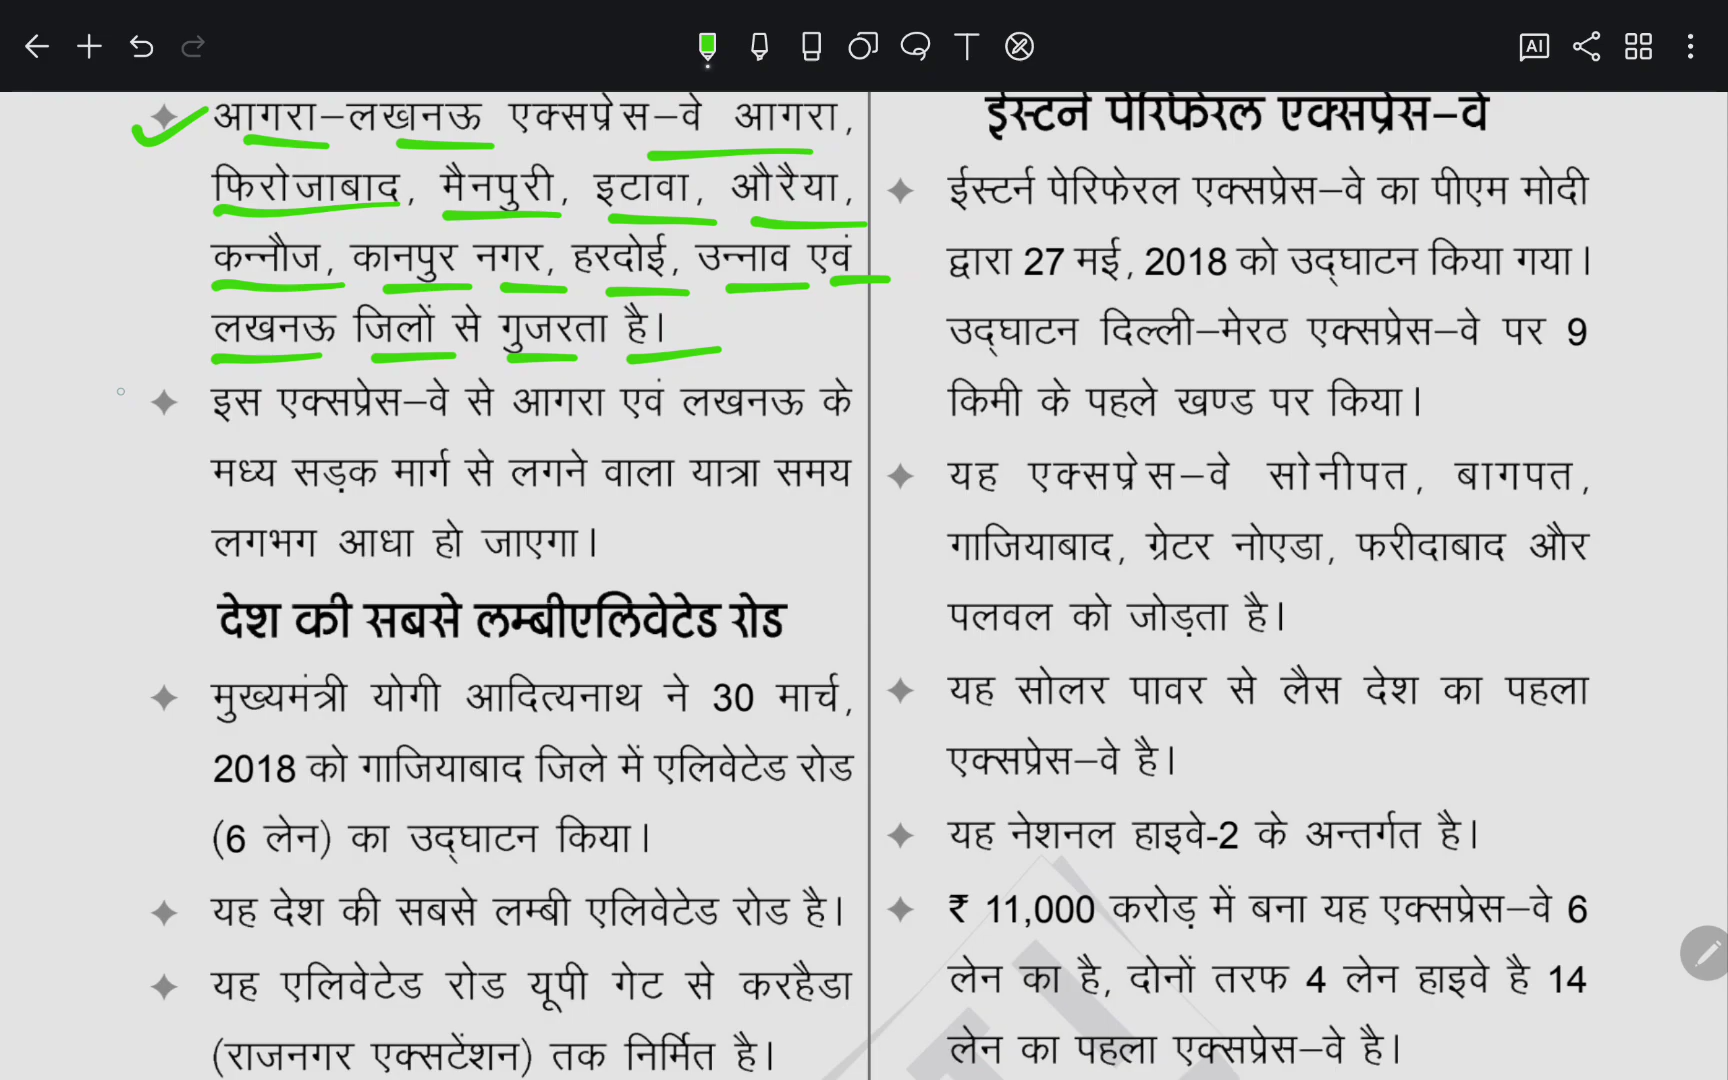 आगरा–लखनऊ एक्सप्रेस–वे आगरा,
फिरोजाबाद, मैनपुरी, इटावा, औरैया,
कन्नौज, कानपुर नगर, हरदोई, उन्नाव एवं
लखनऊ जिलों से गुजरता है।
इस एक्सप्रेस–वे से आगरा एवं लखनऊ के
मध्य सड़क मार्ग से लगने वाला यात्रा समय
लगभग आधा हो जाएगा।
देश की सबसे लम्बीएलिवेटेड रोड
मुख्यमंत्री योगी आदित्यनाथ ने 30 मार्च,
2018 को गाजियाबाद जिले में एलिवेटेड रोड
(6 लेन) का उद्घाटन किया।
यह देश की सबसे लम्बी एलिवेटेड रोड है।
यह एलिवेटेड रोड यूपी गेट से करहैडा
(राजनगर एक्सटेंशन) तक निर्मित है।
ईस्टर्न पेरिफेरल एक्सप्रेस–वे
ईस्टर्न पेरिफेरल एक्सप्रेस–वे का पीएम मोदी
द्वारा 27 मई, 2018 को उद्घाटन किया गया।
उद्घाटन दिल्ली–मेरठ एक्सप्रेस–वे पर 9
किमी के पहले खण्ड पर किया।
यह एक्सप्रेस–वे सोनीपत, बागपत,
गाजियाबाद, ग्रेटर नोएडा, फरीदाबाद और
पलवल को जोड़ता है।
यह सोलर पावर से लैस देश का पहला
एक्सप्रेस–वे है।
यह नेशनल हाइवे-2 के अन्तर्गत है।
₹ 11,000 करोड़ में बना यह एक्सप्रेस–वे 6
लेन का है, दोनों तरफ 4 लेन हाइवे है 14
लेन का पहला एक्सप्रेस–वे है।
T
AI